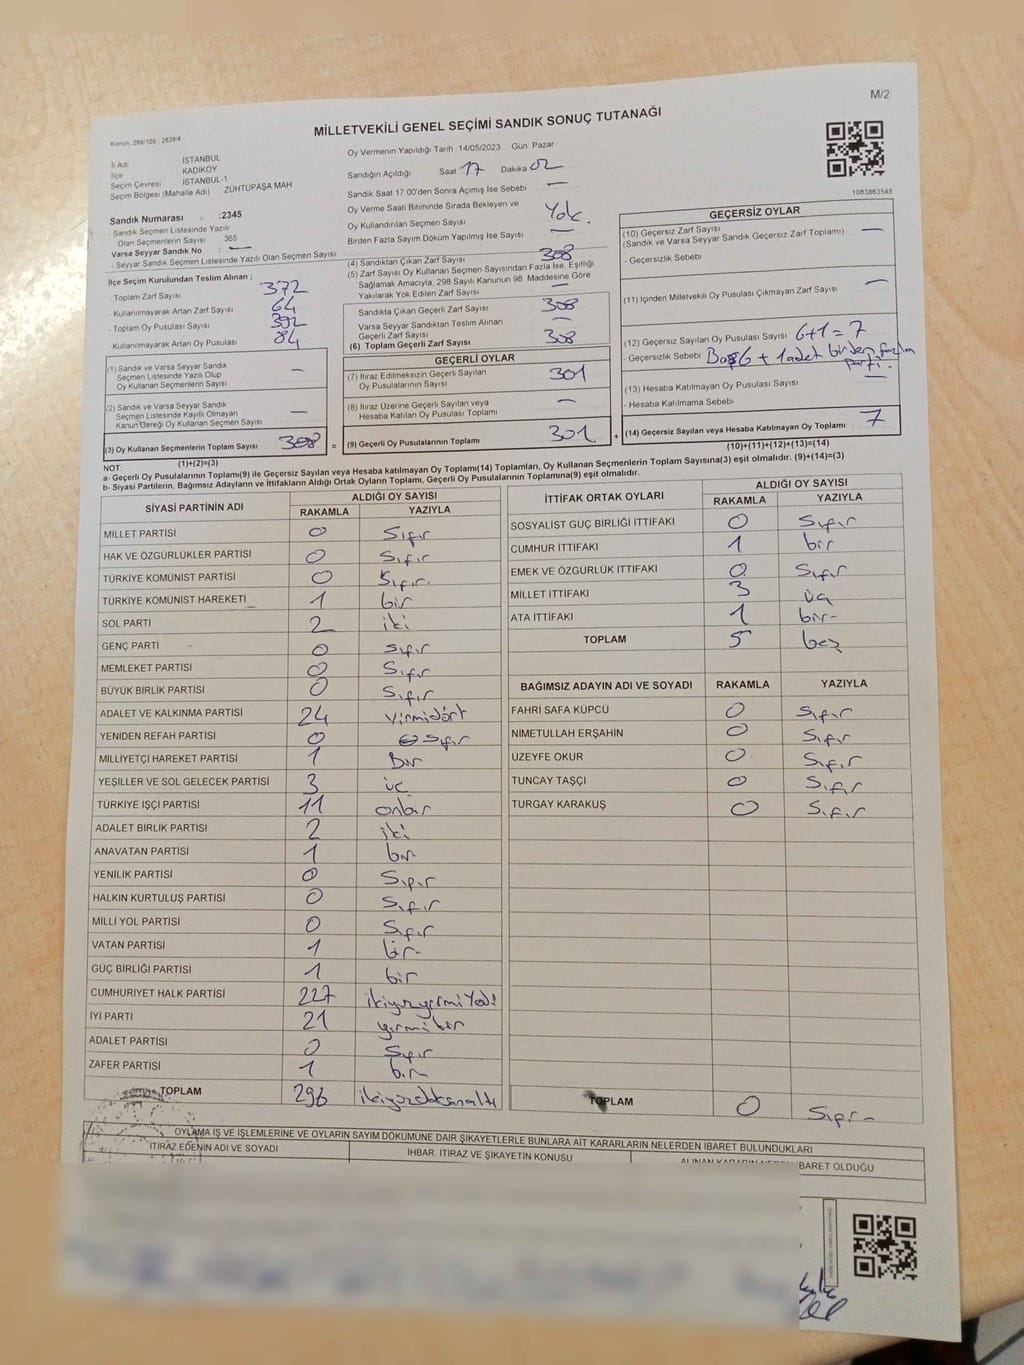 M/2
Kanun, 298/105 : 2839/4
MİLLETVEKİLİ GENEL SEÇİMİ SANDIK SONUÇ TUTANAĞI
1083863548
İl Adı İSTANBUL
İlçe KADIKÖY
Seçim Çevresi İSTANBUL-1
Seçim Bölgesi (Mahalle Adı) ZÜHTÜPAŞA MAH
Sandık Numarası : :2345
- Sandık Seçmen Listesinde Yazılı
Olan Seçmenlerin Sayısı 365
Varsa Seyyar Sandık No : —
- Seyyar Sandık Seçmen Listesinde Yazılı Olan Seçmen Sayısı
İlçe Seçim Kurulundan Teslim Alınan ;
- Toplam Zarf Sayısı 372
- Kullanılmayarak Artan Zarf Sayısı 64
- Toplam Oy Pusulası Sayısı 392
Kullanılmayarak Artan Oy Pusulası 84
(1) Sandık ve Varsa Seyyar Sandık
Seçmen Listesinde Yazılı Olup
Oy Kullanan Seçmenlerin Sayısı —
(2) Sandık ve Varsa Seyyar Sandık
Seçmen Listesinde Kayıtlı Olmayan
Kanun Gereği Oy Kullanan Seçmen Sayısı —
(3) Oy Kullanan Seçmenlerin Toplam Sayısı 308
(1)+(2)=(3)
Oy Vermenin Yapıldığı Tarih 14/05/2023 Gün: Pazar
Sandığın Açıldığı Saat 17 Dakika 02
Sandık Saat 17.00'den Sonra Açımış İse Sebebi —
Oy Verme Saati Bitiminde Sırada Bekleyen ve
Oy Kullandırılan Seçmen Sayısı Yok.
Birden Fazla Sayım Döküm Yapılmış İse Sayısı —
(4) Sandıktan Çıkan Zarf Sayısı 308
(5) Zarf Sayısı Oy Kullanan Seçmen Sayısından Fazla İse, Eşitliği
Sağlamak Amacıyla, 298 Sayılı Kanunun 98. Maddesine Göre
Yakılarak Yok Edilen Zarf Sayısı —
Sandıkta Çıkan Geçerli Zarf Sayısı 308
Varsa Seyyar Sandıktan Teslim Alınan
Geçerli Zarf Sayısı —
(6) Toplam Geçerli Zarf Sayısı 308
GEÇERLİ OYLAR
(7) İtiraz Edilmeksizin Geçerli Sayılan
Oy Pusulalarının Sayısı 301
(8) İtiraz Üzerine Geçerli Sayılan veya
Hesaba Katılan Oy Pusulası Toplamı —
= (9) Geçerli Oy Pusulalarının Toplamı 301
GEÇERSİZ OYLAR
(10) Geçersiz Zarf Sayısı
(Sandık ve Varsa Seyyar Sandık Geçersiz Zarf Toplamı) —
- Geçersizlik Sebebi
(11) İçinden Milletvekili Oy Pusulası Çıkmayan Zarf Sayısı —
(12) Geçersiz Sayılan Oy Pusulası Sayısı 6+1=7
- Geçersizlik Sebebi Boş 6 + 1 adet birden fazla
parti.
(13) Hesaba Katılmayan Oy Pusulası Sayısı —
- Hesaba Katılmama Sebebi
+ (14) Geçersiz Sayılan veya Hesaba Katılmayan Oy Toplamı 7
(10)+(11)+(12)+(13)=(14)
NOT:
a- Geçerli Oy Pusulalarının Toplamı(9) ile Geçersiz Sayılan veya Hesaba katılmayan Oy Toplamı(14) Toplamları, Oy Kullanan Seçmenlerin Toplam Sayısına(3) eşit olmalıdır. (9)+(14)=(3)
b- Siyasi Partilerin, Bağımsız Adayların ve İttifakların Aldığı Ortak Oyların Toplamı, Geçerli Oy Pusulalarının Toplamına(9) eşit olmalıdır.
SİYASİ PARTİNİN ADI ALDIĞI OY SAYISI
RAKAMLA YAZIYLA
MİLLET PARTİSİ 0 Sıfır
HAK VE ÖZGÜRLÜKLER PARTİSİ 0 Sıfır
TÜRKİYE KOMÜNİST PARTİSİ 0 Sıfır.
TÜRKİYE KOMÜNİST HAREKETİ 1 bir
SOL PARTİ 2 iki
GENÇ PARTİ 0 sıfır
MEMLEKET PARTİSİ 0 Sıfır
BÜYÜK BİRLİK PARTİSİ 0 Sıfır
ADALET VE KALKINMA PARTİSİ 24 Yirmidört
YENİDEN REFAH PARTİSİ 0 sıfır
MİLLİYETÇİ HAREKET PARTİSİ 1 Bir
YEŞİLLER VE SOL GELECEK PARTİSİ 3 üç
TÜRKİYE İŞÇİ PARTİSİ 11 onbir
ADALET BİRLİK PARTİSİ 2 iki
ANAVATAN PARTİSİ 1 bir
YENİLİK PARTİSİ 0 Sıfır
HALKIN KURTULUŞ PARTİSİ 0 Sıfır
MİLLİ YOL PARTİSİ 0 Sıfır
VATAN PARTİSİ 1 bir
GÜÇ BİRLİĞİ PARTİSİ 1 bir
CUMHURİYET HALK PARTİSİ 227 ikiyüzyirmiYedi
İYİ PARTİ 21 yirmibir
ADALET PARTİSİ 0 Sıfır
ZAFER PARTİSİ 1 bir
TOPLAM 296 ikiyüzdoksanaltı
İTTİFAK ORTAK OYLARI ALDIĞI OY SAYISI
RAKAMLA YAZIYLA
SOSYALİST GÜÇ BİRLİĞİ İTTİFAKI 0 Sıfır
CUMHUR İTTİFAKI 1 bir
EMEK VE ÖZGÜRLÜK İTTİFAKI 0 Sıfır
MİLLET İTTİFAKI 3 üç
ATA İTTİFAKI 1 bir
TOPLAM 5 beş
BAĞIMSIZ ADAYIN ADI VE SOYADI RAKAMLA YAZIYLA
FAHRİ SAFA KÜPCÜ 0 Sıfır
NİMETULLAH ERŞAHİN 0 Sıfır
ÜZEYFE OKUR 0 Sıfır
TUNCAY TAŞÇI 0 Sıfır
TURGAY KARAKUŞ 0 Sıfır
TOPLAM 0 Sıfır
OYLAMA İŞ VE İŞLEMLERİNE VE OYLARIN SAYIM DÖKÜMÜNE DAİR ŞİKAYETLERLE BUNLARA AİT KARARLARIN NELERDEN İBARET BULUNDUKLARI
İTİRAZ EDENİN ADI VE SOYADI İHBAR, İTİRAZ VE ŞİKAYETİN KONUSU ALINAN KARARIN NEDEN İBARET OLDUĞU